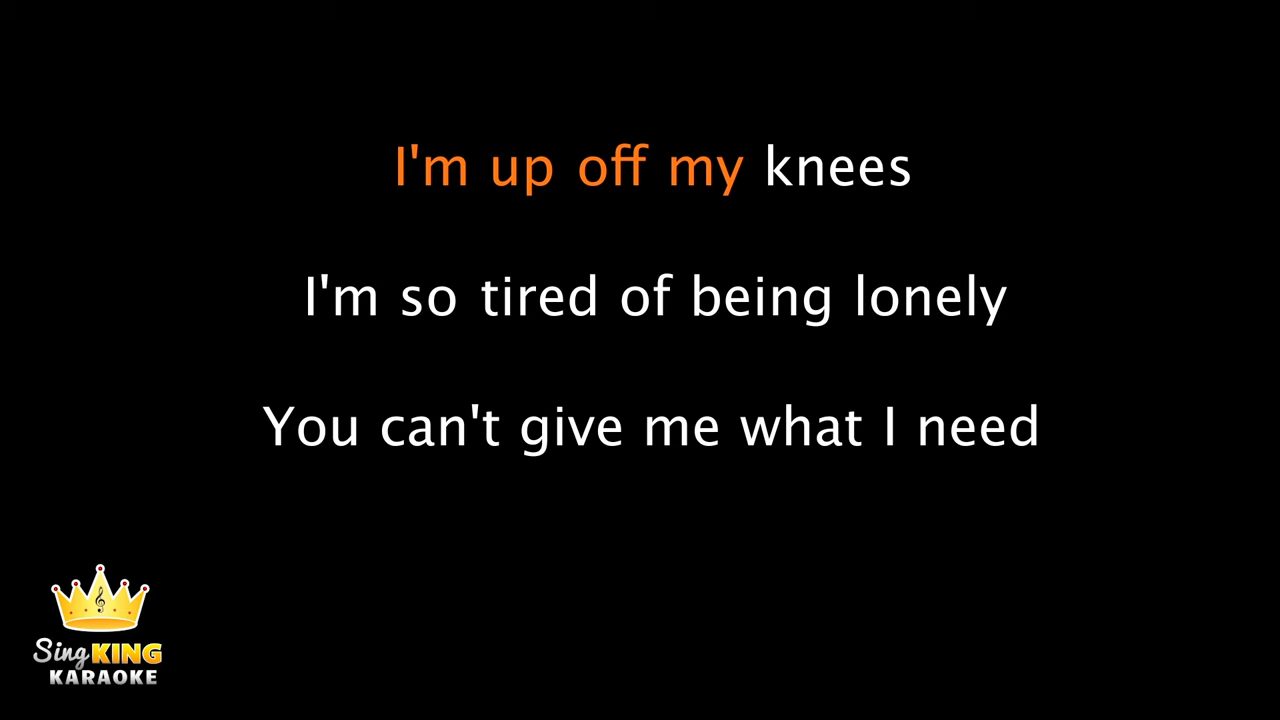 I'm up off my knees
I'm so tired of being lonely
You can't give me what I need
Sing KING
KARAOKE